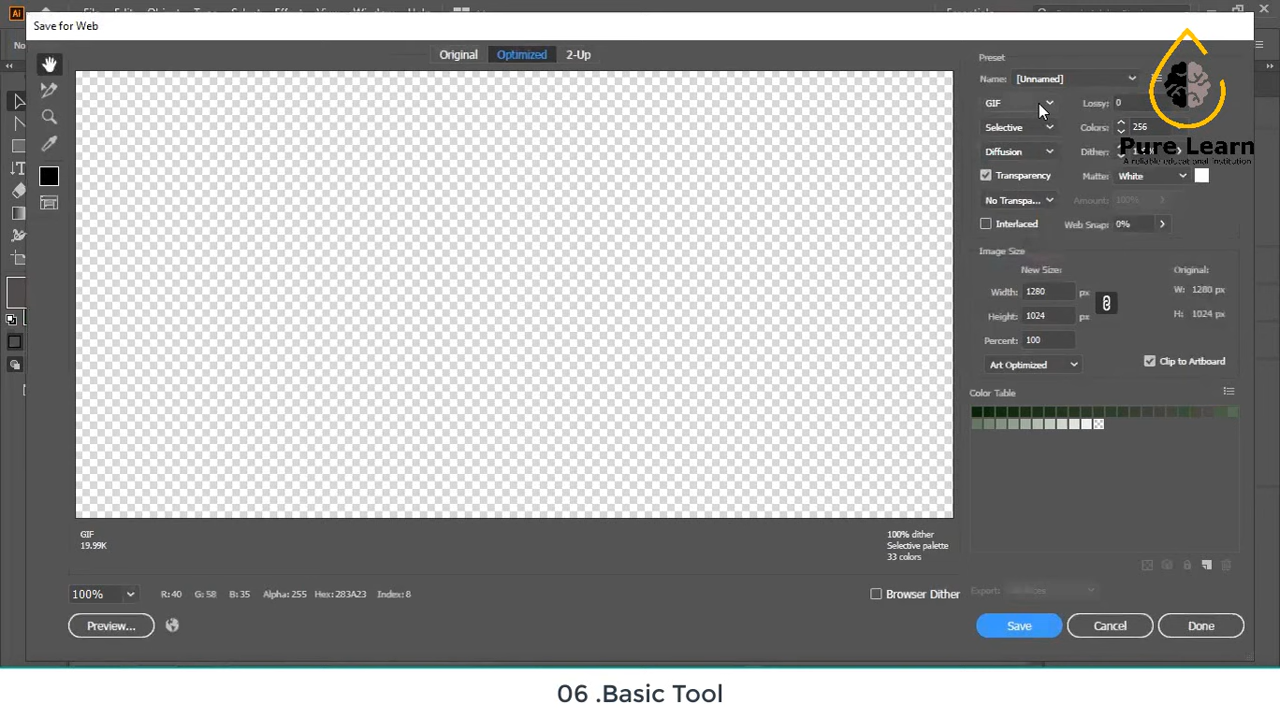 Save for Web
Original Optimized 2-Up
Preset
Name: [Unnamed]
GIF Lossy: 0
Selective Colors: 256
Diffusion Dither:
Pure Learn
A reliable educational institution
Transparency Matte: White
No Transpa... Amount: 100%
Interlaced Web Snap: 0%
Image Size
New Size: Original:
Width: 1280 px W: 1280 px
Height: 1024 px H: 1024 px
Percent: 100
Art Optimized Clip to Artboard
Color Table
GIF
19.99K
100% dither
Selective palette
33 colors
100% R: 40 G: 58 B: 35 Alpha: 255 Hex: 283A23 Index: 8 Browser Dither
Export:
Preview... Save Cancel Done
06 .Basic Tool